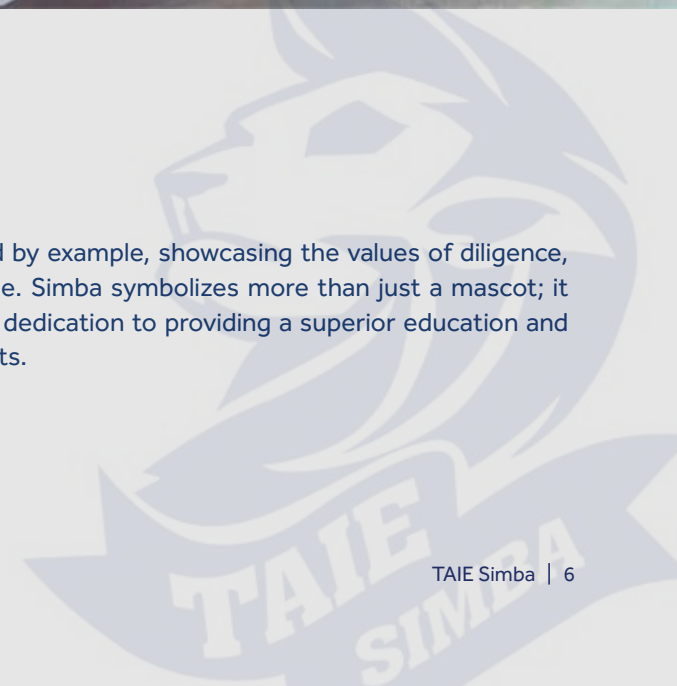 d by example, showcasing the values of diligence,
e. Simba symbolizes more than just a mascot; it
dedication to providing a superior education and
ts.
TAIE
SIMBA
TAIE Simba | 6